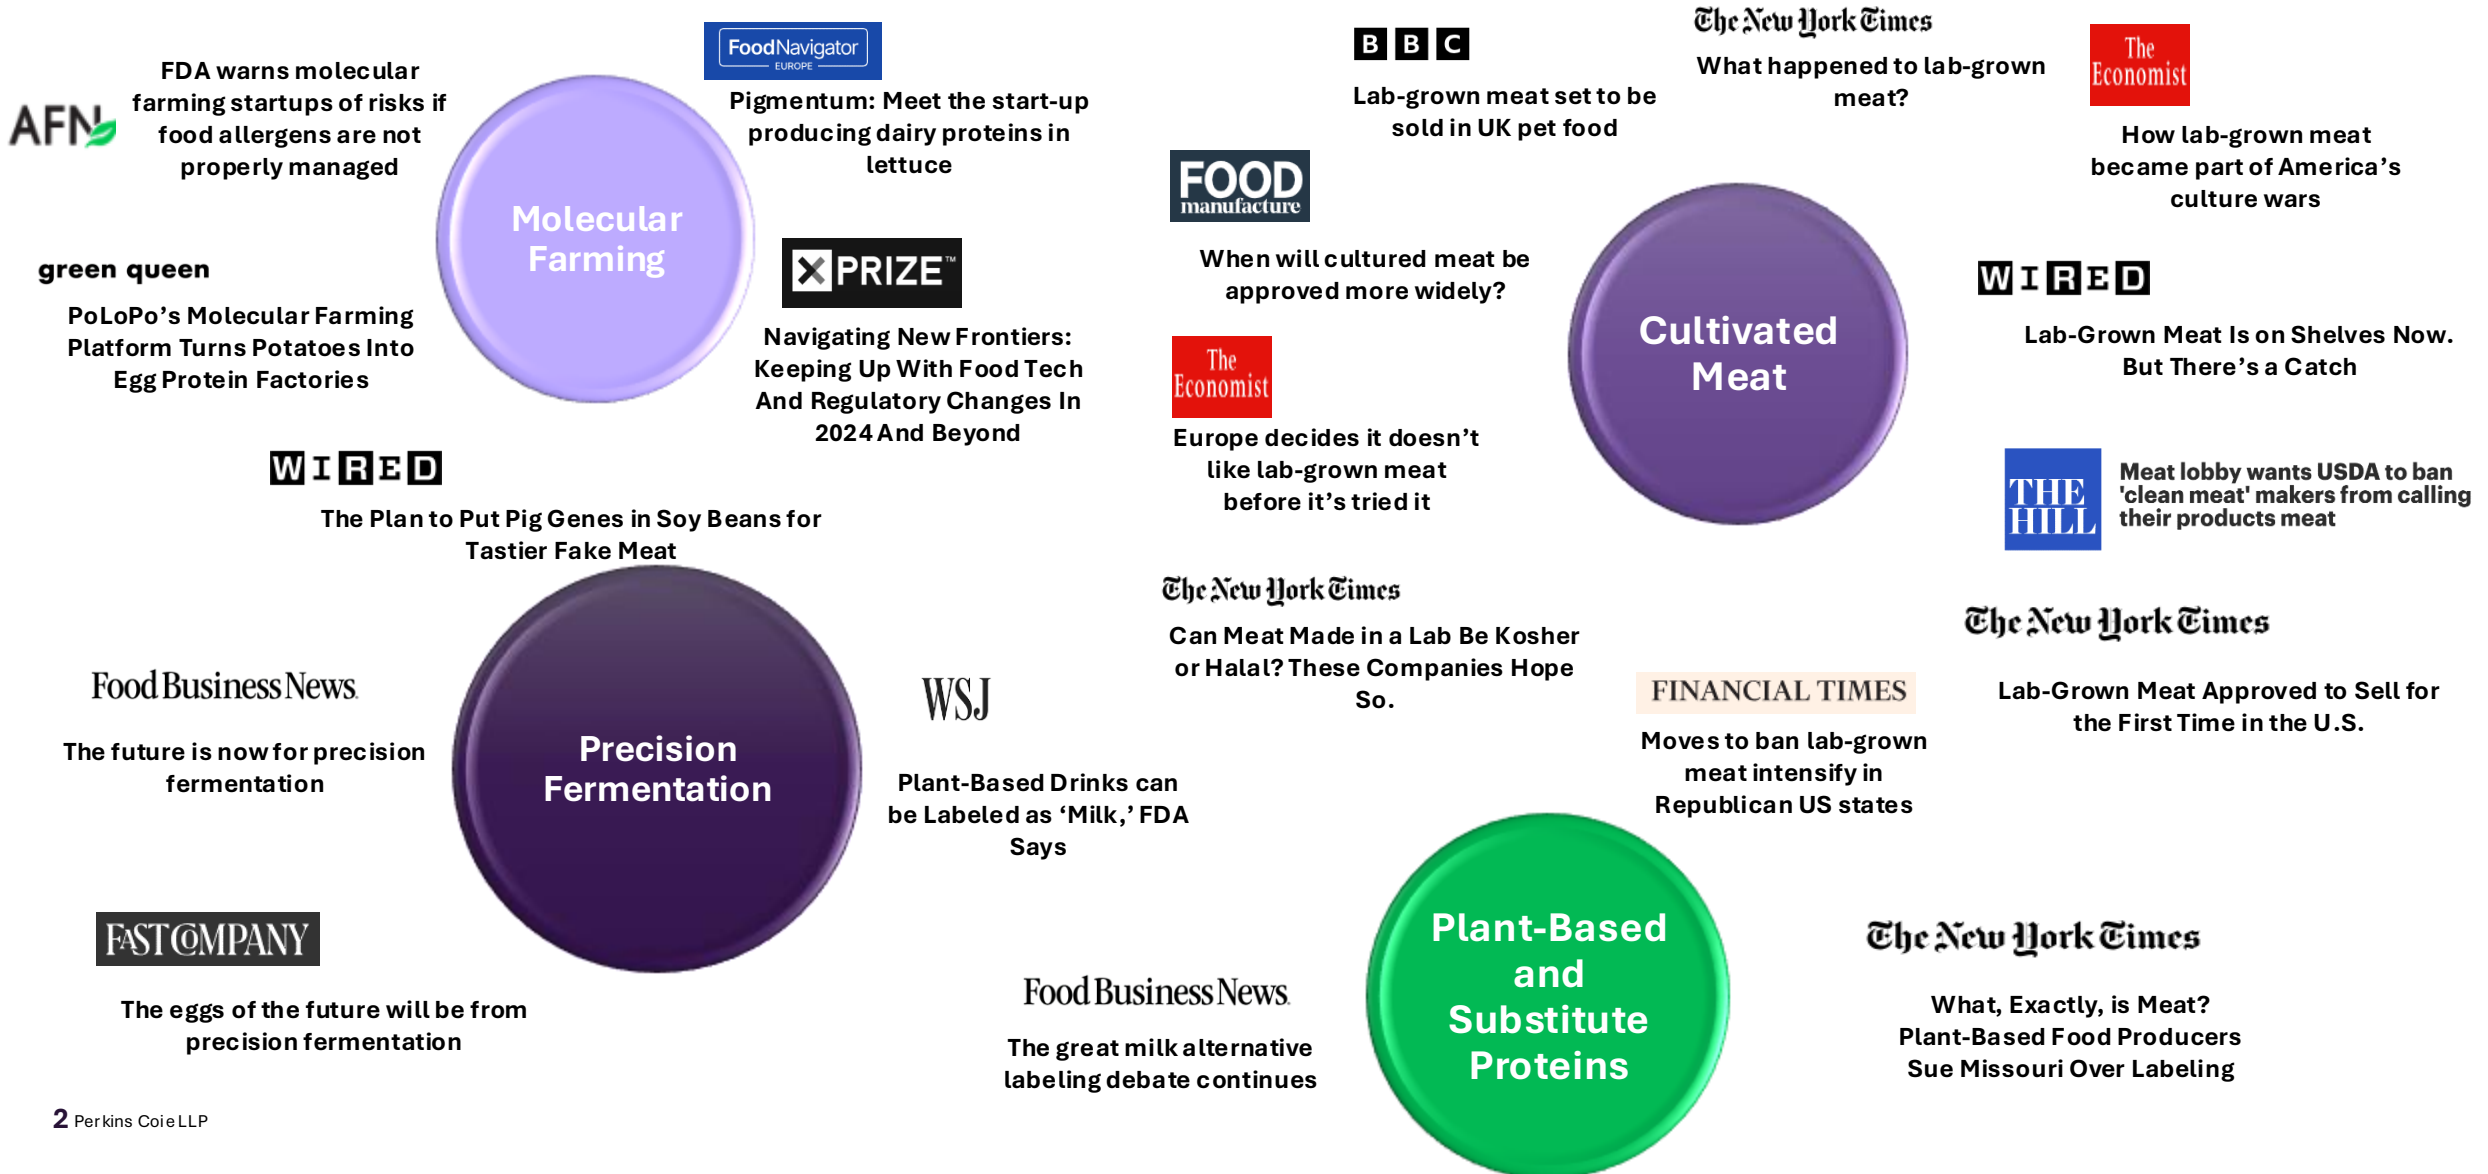 AFN
FDA warns molecular
farming startups of risks if
food allergens are not
properly managed
FoodNavigator
EUROPE
Pigmentum: Meet the start-up
producing dairy proteins in
lettuce
Molecular
Farming
green queen
PoLoPo’s Molecular Farming
Platform Turns Potatoes Into
Egg Protein Factories
XPRIZE™
Navigating New Frontiers:
Keeping Up With Food Tech
And Regulatory Changes In
2024 And Beyond
WIRED
The Plan to Put Pig Genes in Soy Beans for
Tastier Fake Meat
BBC
Lab-grown meat set to be
sold in UK pet food
The New York Times
What happened to lab-grown
meat?
The
Economist
How lab-grown meat
became part of America’s
culture wars
FOOD
manufacture
When will cultured meat be
approved more widely?
Cultivated
Meat
WIRED
Lab-Grown Meat Is on Shelves Now.
But There’s a Catch
The
Economist
Europe decides it doesn’t
like lab-grown meat
before it’s tried it
THE
HILL
Meat lobby wants USDA to ban
'clean meat' makers from calling
their products meat
The New York Times
Can Meat Made in a Lab Be Kosher
or Halal? These Companies Hope
So.
FINANCIAL TIMES
Moves to ban lab-grown
meat intensify in
Republican US states
The New York Times
Lab-Grown Meat Approved to Sell for
the First Time in the U.S.
Food Business News.
The future is now for precision
fermentation
Precision
Fermentation
WSJ
Plant-Based Drinks can
be Labeled as ‘Milk,’ FDA
Says
FAST COMPANY
The eggs of the future will be from
precision fermentation
Food Business News.
The great milk alternative
labeling debate continues
Plant-Based
and
Substitute
Proteins
The New York Times
What, Exactly, is Meat?
Plant-Based Food Producers
Sue Missouri Over Labeling
2 Perkins Coie LLP